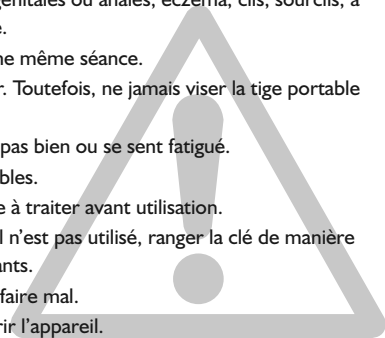 génitales ou anales, eczéma, cils, sourcils, à
e.
ne même séance.
r. Toutefois, ne jamais viser la tige portable
pas bien ou se sent fatigué.
bles.
e à traiter avant utilisation.
il n’est pas utilisé, ranger la clé de manière
ants.
faire mal.
rir l’appareil.